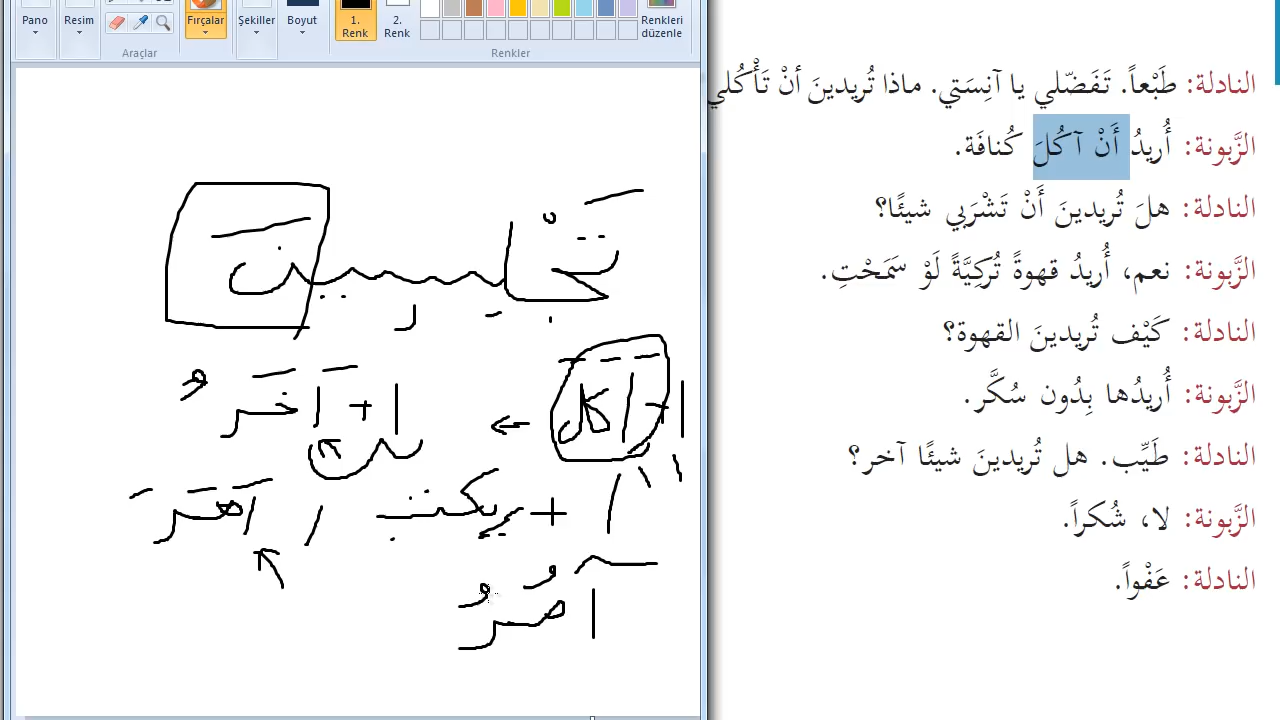 Pano
Resim
Fırçalar
Şekiller
Boyut
1. Renk
2. Renk
Renkleri düzenle
Araçlar
Renkler
النادلة: طَبْعاً. تَفَضّلي يا آنِسَتي. ماذا تُريدينَ أنْ تَأْكُلي
الزَّبونة: أُريدُ أَنْ آكُلَ كُنافَة.
النادلة: هلَ تُريدينَ أَنْ تَشْرَبي شيئًا؟
الزَّبونة: نعم، أُريدُ قهوةً تُركِيَّةً لَوْ سَمَحْتِ.
النادلة: كَيْف تُريدينَ القهوة؟
الزَّبونة: أُريدُها بِدُون سُكَّر.
النادلة: طَيِّب. هل تُريدينَ شيئًا آخر؟
الزَّبونة: لا، شُكراً.
النادلة: عَفْواً.
ا + اَخَرُ
ا + يكتب / اَمَرَ
آمُرُ